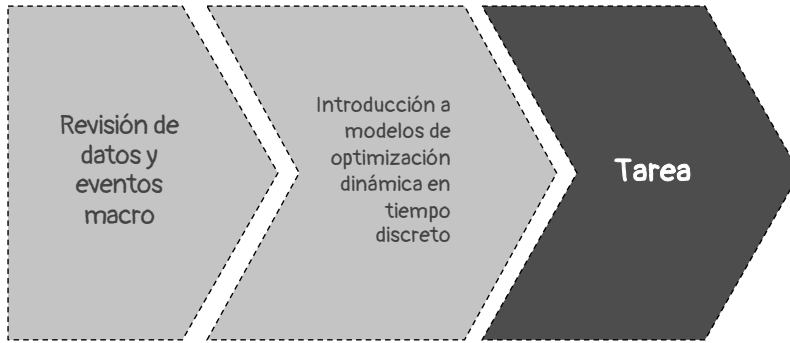 Revisión de
datos y
eventos
macro
Introducción a
modelos de
optimización
dinámica en
tiempo
discreto
Tarea